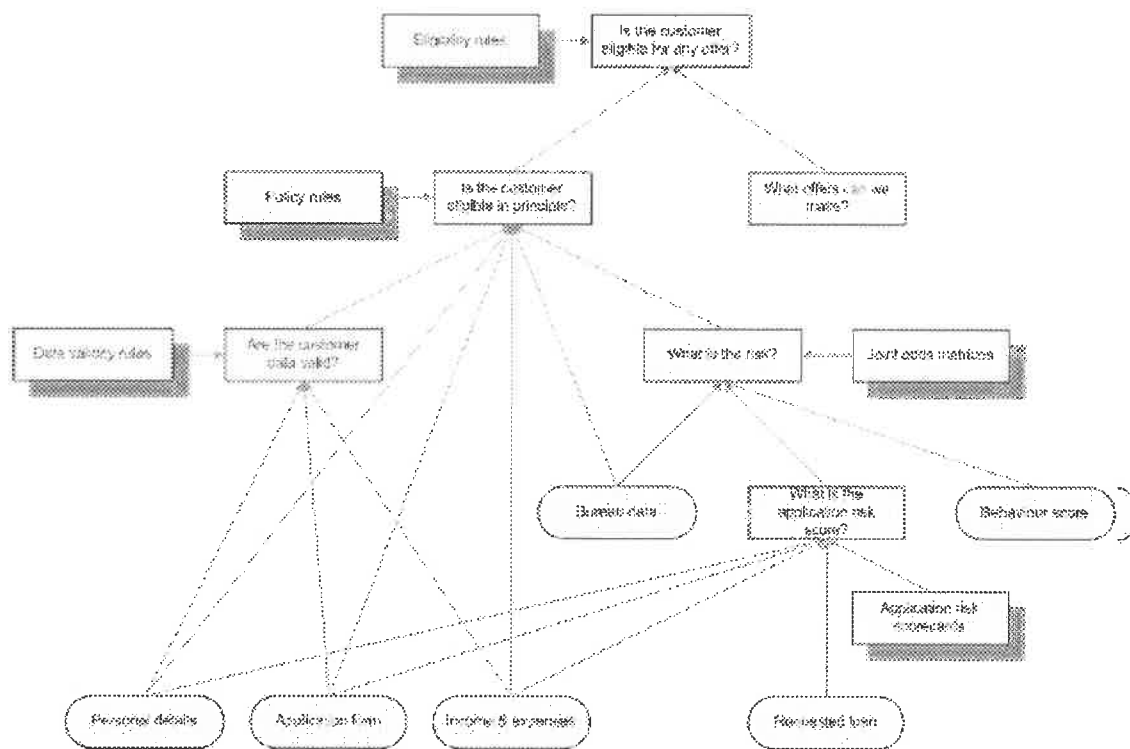 Eligibility rules
Is the customer
eligible for any offer?
Policy rules
Is the customer
eligible in principle?
What offers can we
make?
Data validity rules
Are the customer
data valid?
What is the risk?
Joint odds matrices
Bureau data
What is the
application risk
score?
Behaviour score
Application risk
scorecards
Personal details
Application form
Income & expenses
Requested loan